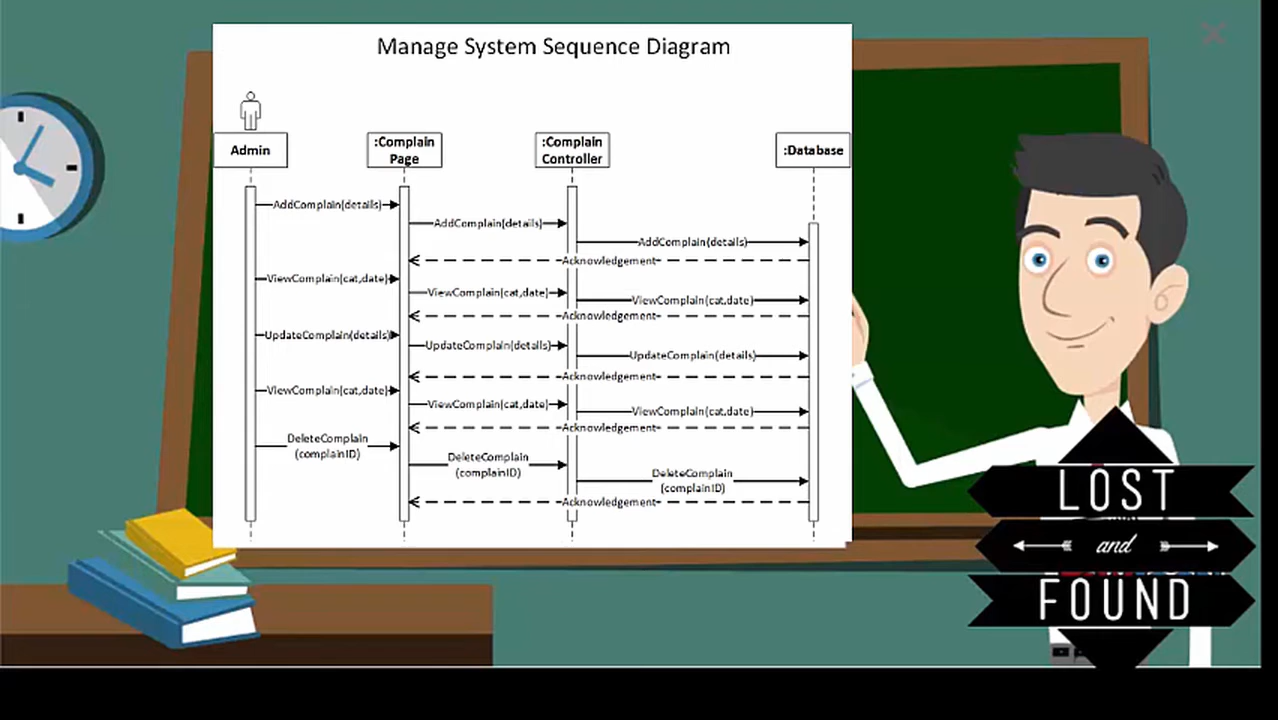 Manage System Sequence Diagram
Admin
:Complain
Page
:Complain
Controller
:Database
AddComplain(details)
AddComplain(details)
AddComplain(details)
Acknowledgement
ViewComplain(cat,date)
ViewComplain(cat,date)
ViewComplain(cat,date)
Acknowledgement
UpdateComplain(details)
UpdateComplain(details)
UpdateComplain(details)
Acknowledgement
ViewComplain(cat,date)
ViewComplain(cat,date)
ViewComplain(cat,date)
Acknowledgement
DeleteComplain
(complainID)
DeleteComplain
(complainID)
DeleteComplain
(complainID)
Acknowledgement
LOST
and
FOUND